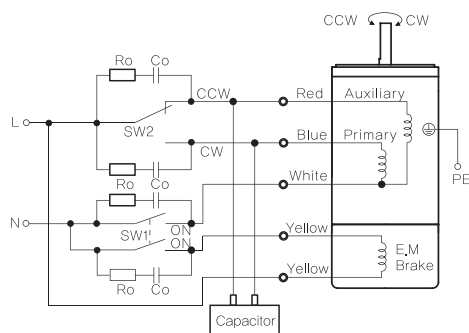 CCW CW
Ro Co
CCW Red Auxiliary
L
SW2
Blue Primary
CW
PE
Ro Co
White
N
SW1 ON
ON
Yellow
E.M
Brake
Yellow
Ro Co
Capacitor